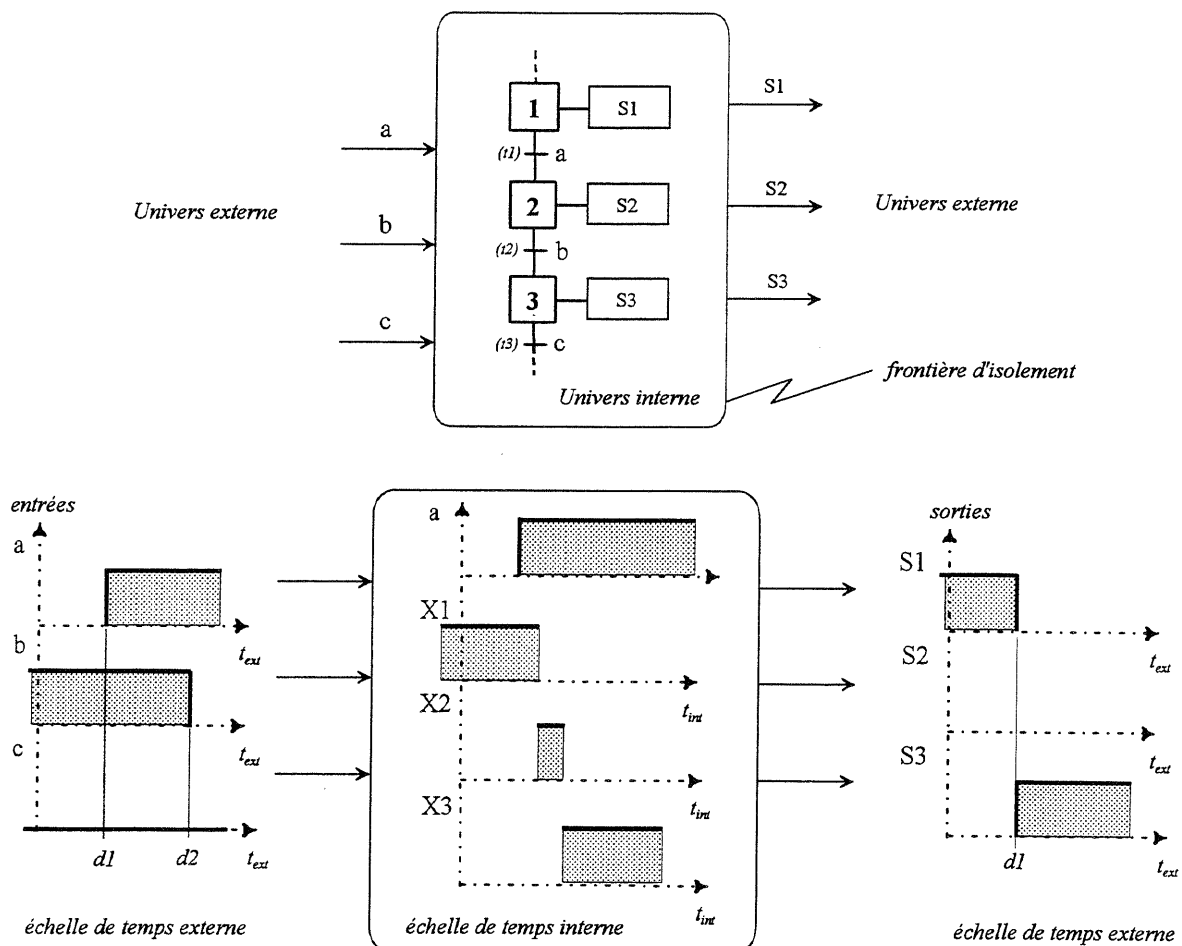 1
S1
S1
a
(t1)
a
Univers externe
2
S2
S2
Univers externe
b
(t2)
b
3
S3
S3
c
(t3)
c
Univers interne
frontière d'isolement
entrées
a
t_ext
b
t_ext
c
d1
d2
t_ext
échelle de temps externe
a
X1
t_int
X2
t_int
X3
t_int
échelle de temps interne
sorties
S1
t_ext
S2
t_ext
S3
d1
t_ext
échelle de temps externe